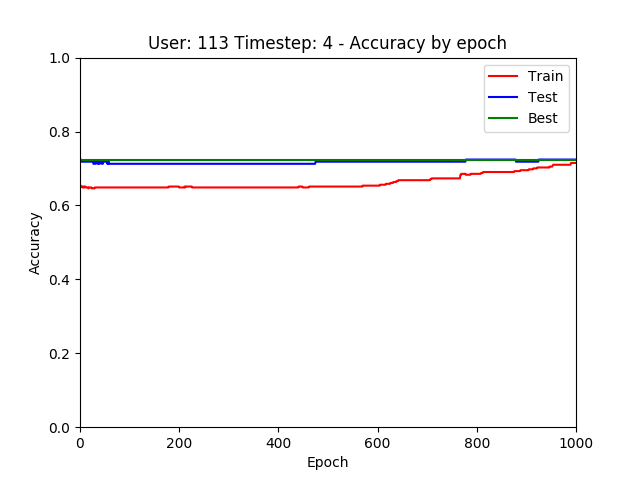 User: 113 Timestep: 4 - Accuracy by epoch
1.0
0.8
0.6
0.4
0.2
0.0
Accuracy
Train
Test
Best
0 200 400 600 800 1000
Epoch